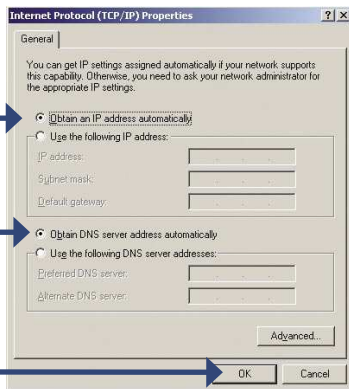 Internet Protocol (TCP/IP) Properties
General
You can get IP settings assigned automatically if your network supports
this capability. Otherwise, you need to ask your network administrator for
the appropriate IP settings.
Obtain an IP address automatically
Use the following IP address:
IP address:
Subnet mask:
Default gateway:
Obtain DNS server address automatically
Use the following DNS server addresses:
Preferred DNS server:
Alternate DNS server:
Advanced...
OK Cancel